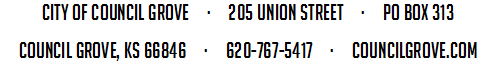 CITY OF COUNCIL GROVE · 205 UNION STREET · PO BOX 313
COUNCIL GROVE, KS 66846 · 620-767-5417 · COUNCILGROVE.COM